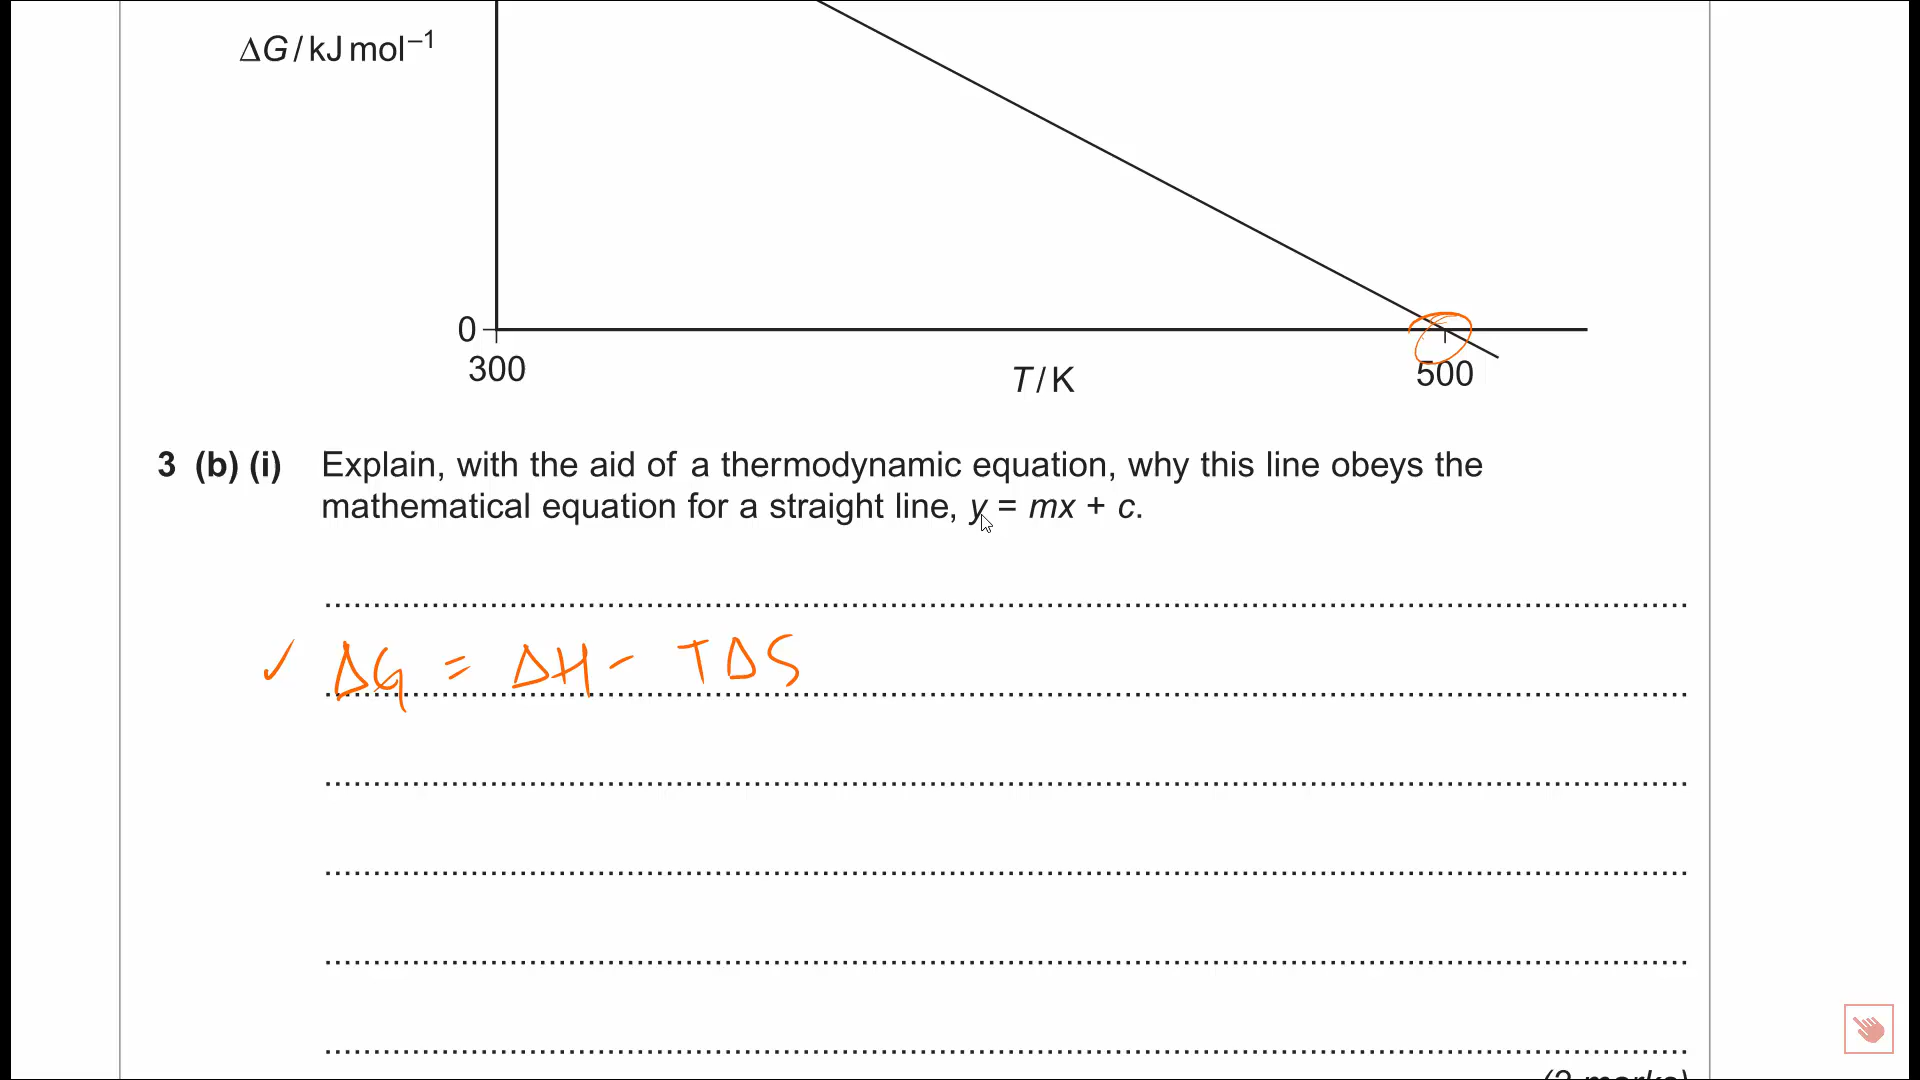 ΔG / kJ mol⁻¹
0
300
T / K
500
3 (b) (i) Explain, with the aid of a thermodynamic equation, why this line obeys the
mathematical equation for a straight line, y = mx + c.
✓ ΔG = ΔH - TΔS